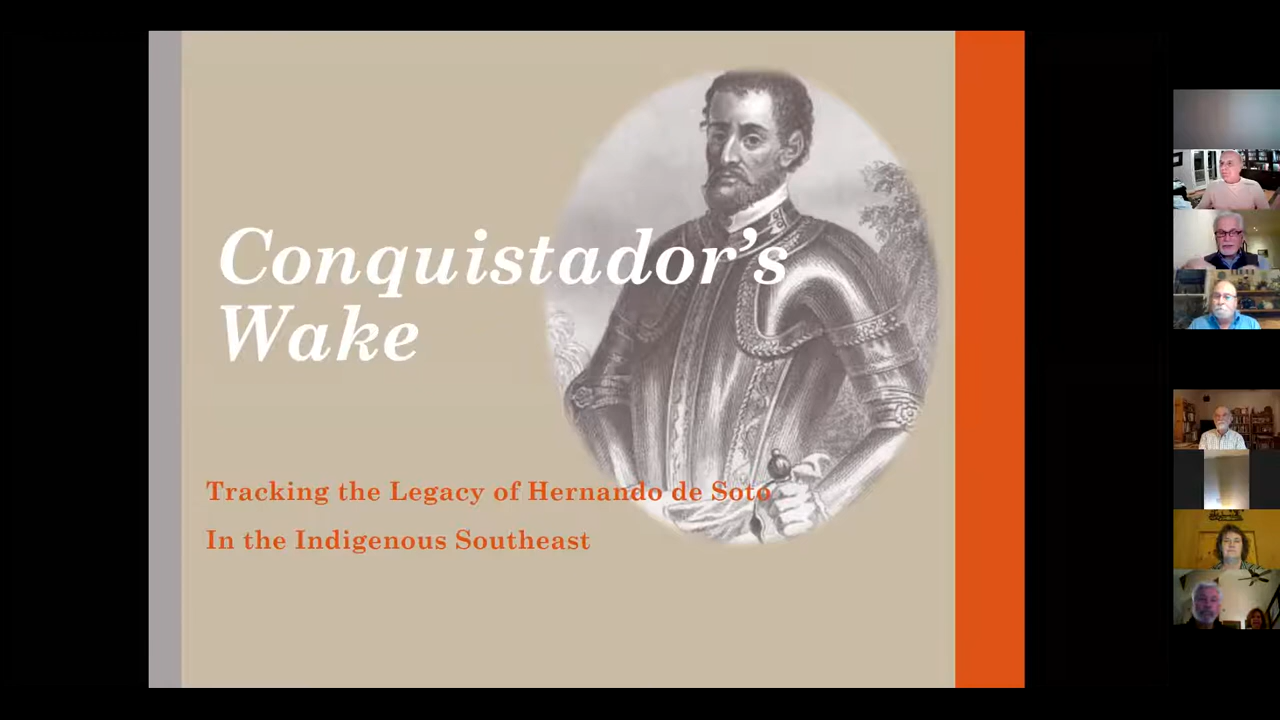 Conquistador's
Wake
Tracking the Legacy of Hernando de Soto
In the Indigenous Southeast